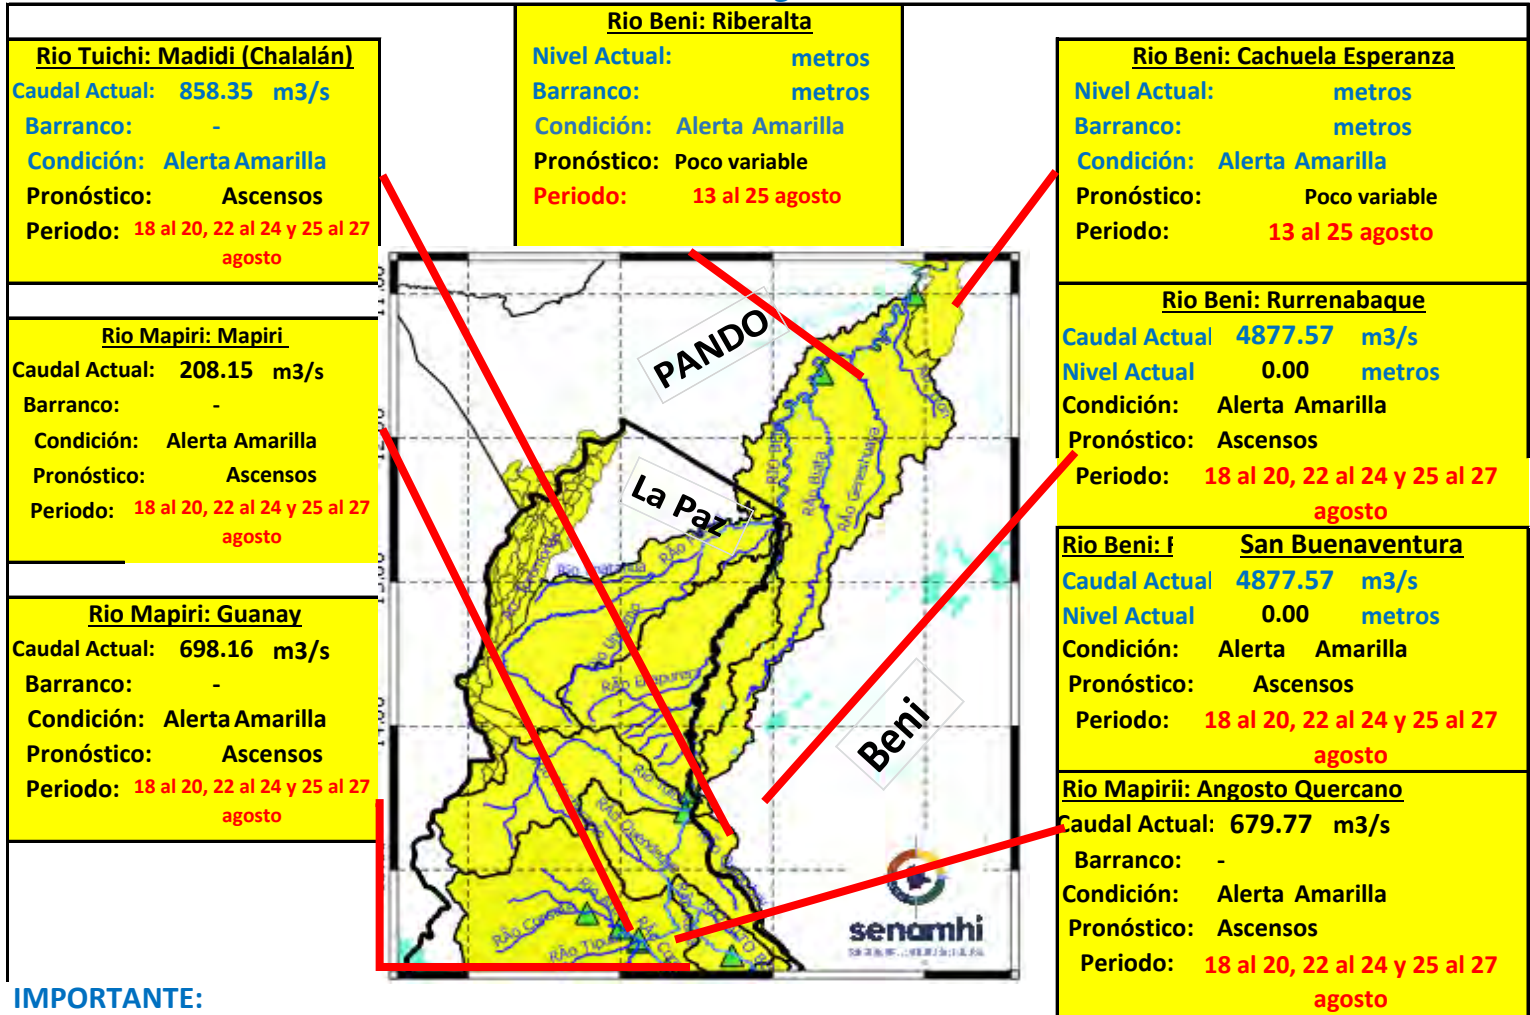 Rio Tuichi: Madidi (Chalalán)
Caudal Actual: 858.35 m3/s
Barranco: -
Condición: Alerta Amarilla
Pronóstico: Ascensos
Periodo: 18 al 20, 22 al 24 y 25 al 27
agosto
Rio Mapiri: Mapiri
Caudal Actual: 208.15 m3/s
Barranco: -
Condición: Alerta Amarilla
Pronóstico: Ascensos
Periodo: 18 al 20, 22 al 24 y 25 al 27
agosto
Rio Mapiri: Guanay
Caudal Actual: 698.16 m3/s
Barranco: -
Condición: Alerta Amarilla
Pronóstico: Ascensos
Periodo: 18 al 20, 22 al 24 y 25 al 27
agosto
Rio Beni: Riberalta
Nivel Actual: metros
Barranco: metros
Condición: Alerta Amarilla
Pronóstico: Poco variable
Periodo: 13 al 25 agosto
PANDO
La Paz
Beni
RÃo Biata
RÃo Geneshuaya
senamhi
Rio Beni: Cachuela Esperanza
Nivel Actual: metros
Barranco: metros
Condición: Alerta Amarilla
Pronóstico: Poco variable
Periodo: 13 al 25 agosto
Rio Beni: Rurrenabaque
Caudal Actual 4877.57 m3/s
Nivel Actual 0.00 metros
Condición: Alerta Amarilla
Pronóstico: Ascensos
Periodo: 18 al 20, 22 al 24 y 25 al 27
agosto
Rio Beni: San Buenaventura
Caudal Actual 4877.57 m3/s
Nivel Actual 0.00 metros
Condición: Alerta Amarilla
Pronóstico: Ascensos
Periodo: 18 al 20, 22 al 24 y 25 al 27
agosto
Rio Mapirii: Angosto Quercano
Caudal Actual: 679.77 m3/s
Barranco: -
Condición: Alerta Amarilla
Pronóstico: Ascensos
Periodo: 18 al 20, 22 al 24 y 25 al 27
agosto
IMPORTANTE: